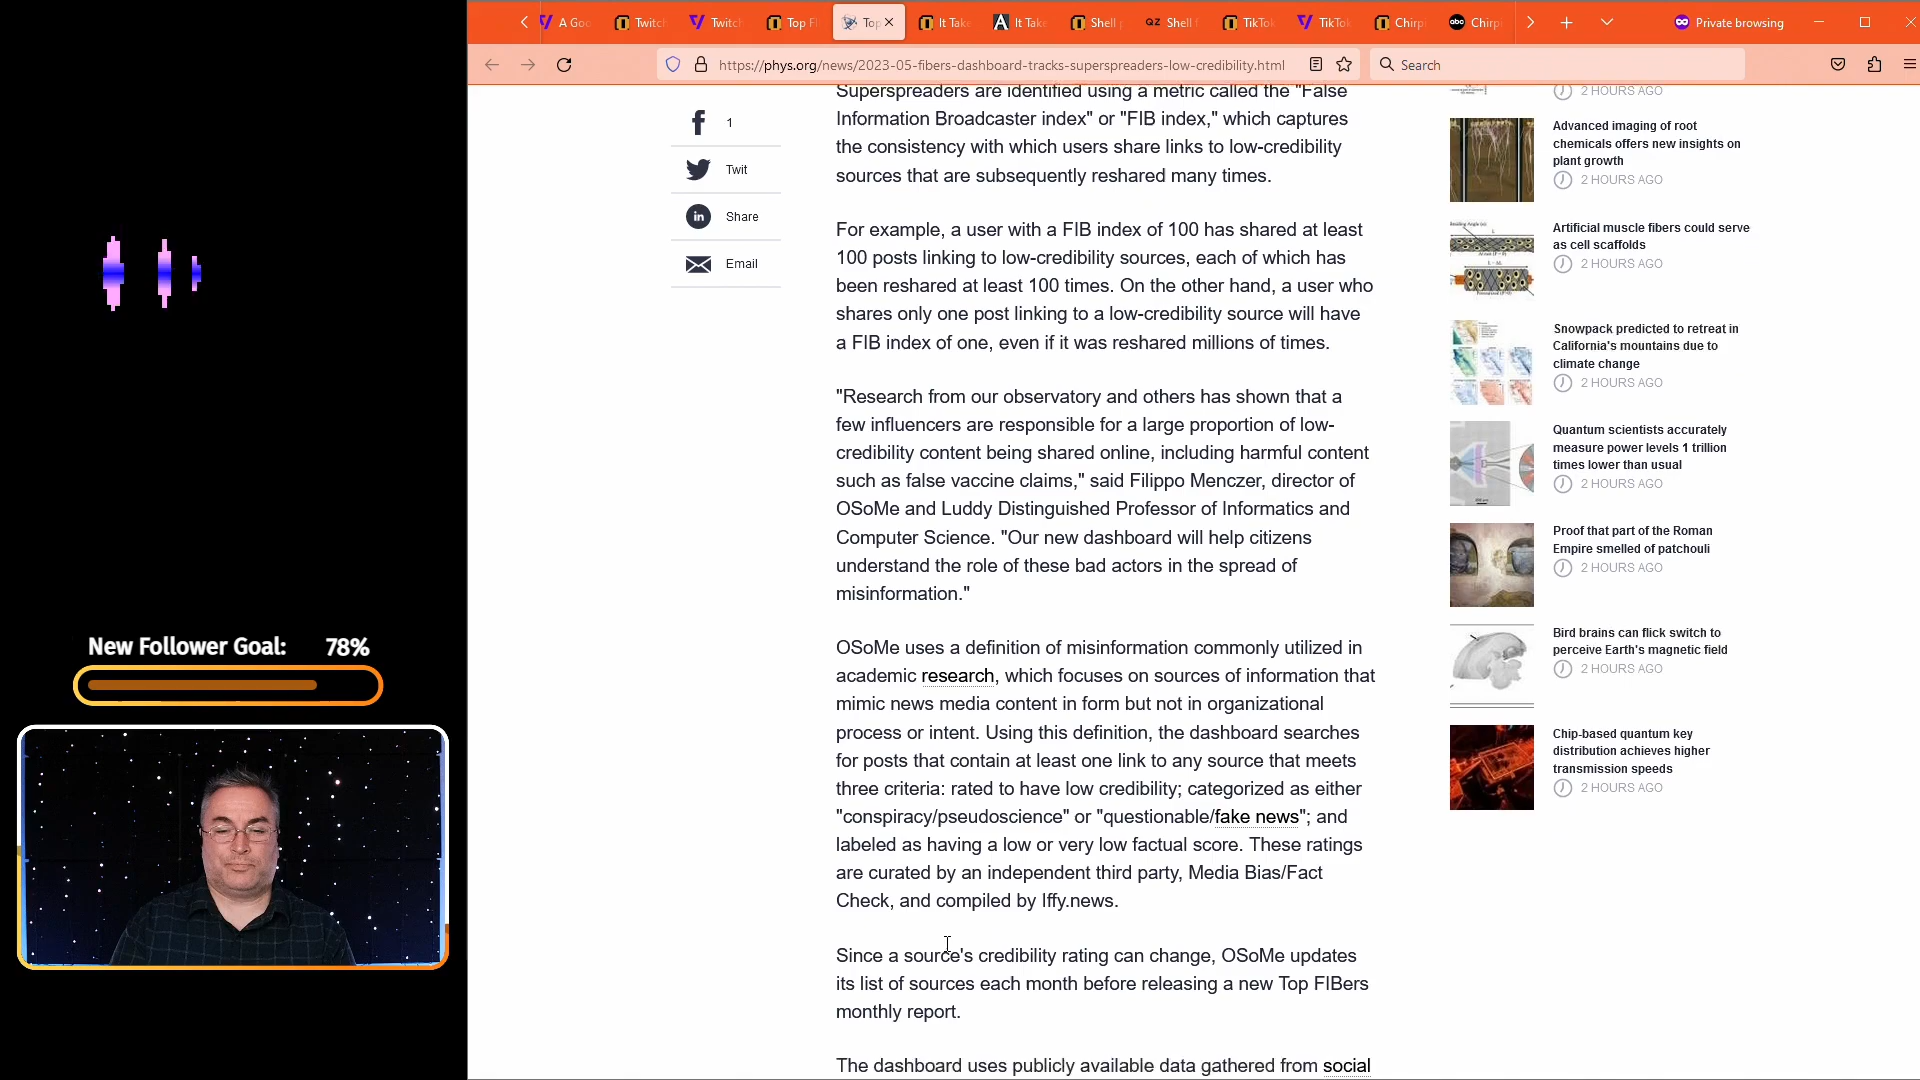 A Goo
Twitch
Twitch
Top FI
Top
It Take
It Take
Shell
Shell f
TikTok
TikTok
Chirpi
Chirpi
Private browsing
https://phys.org/news/2023-05-fibers-dashboard-tracks-superspreaders-low-credibility.html
Search
1
Twit
Share
Email
Superspreaders are identified using a metric called the "False
Information Broadcaster index" or "FIB index," which captures
the consistency with which users share links to low-credibility
sources that are subsequently reshared many times.
For example, a user with a FIB index of 100 has shared at least
100 posts linking to low-credibility sources, each of which has
been reshared at least 100 times. On the other hand, a user who
shares only one post linking to a low-credibility source will have
a FIB index of one, even if it was reshared millions of times.
"Research from our observatory and others has shown that a
few influencers are responsible for a large proportion of low-
credibility content being shared online, including harmful content
such as false vaccine claims," said Filippo Menczer, director of
OSoMe and Luddy Distinguished Professor of Informatics and
Computer Science. "Our new dashboard will help citizens
understand the role of these bad actors in the spread of
misinformation."
OSoMe uses a definition of misinformation commonly utilized in
academic research, which focuses on sources of information that
mimic news media content in form but not in organizational
process or intent. Using this definition, the dashboard searches
for posts that contain at least one link to any source that meets
three criteria: rated to have low credibility; categorized as either
"conspiracy/pseudoscience" or "questionable/fake news"; and
labeled as having a low or very low factual score. These ratings
are curated by an independent third party, Media Bias/Fact
Check, and compiled by Iffy.news.
Since a source's credibility rating can change, OSoMe updates
its list of sources each month before releasing a new Top FIBers
monthly report.
The dashboard uses publicly available data gathered from social
2 HOURS AGO
Advanced imaging of root
chemicals offers new insights on
plant growth
2 HOURS AGO
Artificial muscle fibers could serve
as cell scaffolds
2 HOURS AGO
Snowpack predicted to retreat in
California's mountains due to
climate change
2 HOURS AGO
Quantum scientists accurately
measure power levels 1 trillion
times lower than usual
2 HOURS AGO
Proof that part of the Roman
Empire smelled of patchouli
2 HOURS AGO
Bird brains can flick switch to
perceive Earth's magnetic field
2 HOURS AGO
Chip-based quantum key
distribution achieves higher
transmission speeds
2 HOURS AGO
New Follower Goal: 78%